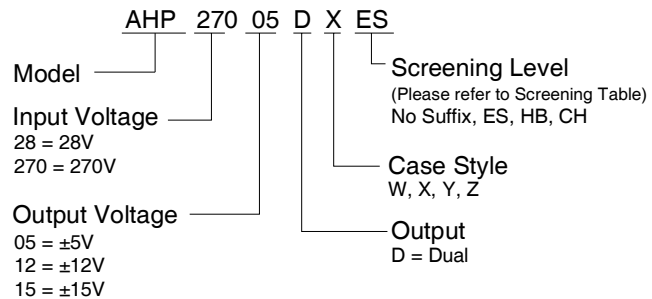 AHP 270 05 D X ES
Model
Input Voltage
28 = 28V
270 = 270V
Output Voltage
05 = ±5V
12 = ±12V
15 = ±15V
Screening Level
(Please refer to Screening Table)
No Suffix, ES, HB, CH
Case Style
W, X, Y, Z
Output
D = Dual